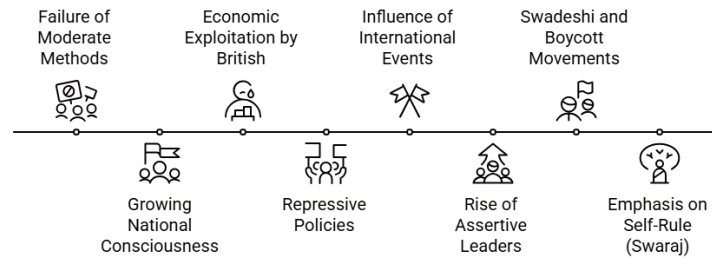 Failure of
Moderate
Methods
Growing
National
Consciousness
Economic
Exploitation by
British
Repressive
Policies
Influence of
International
Events
Rise of
Assertive
Leaders
Swadeshi and
Boycott
Movements
Emphasis on
Self-Rule
(Swaraj)